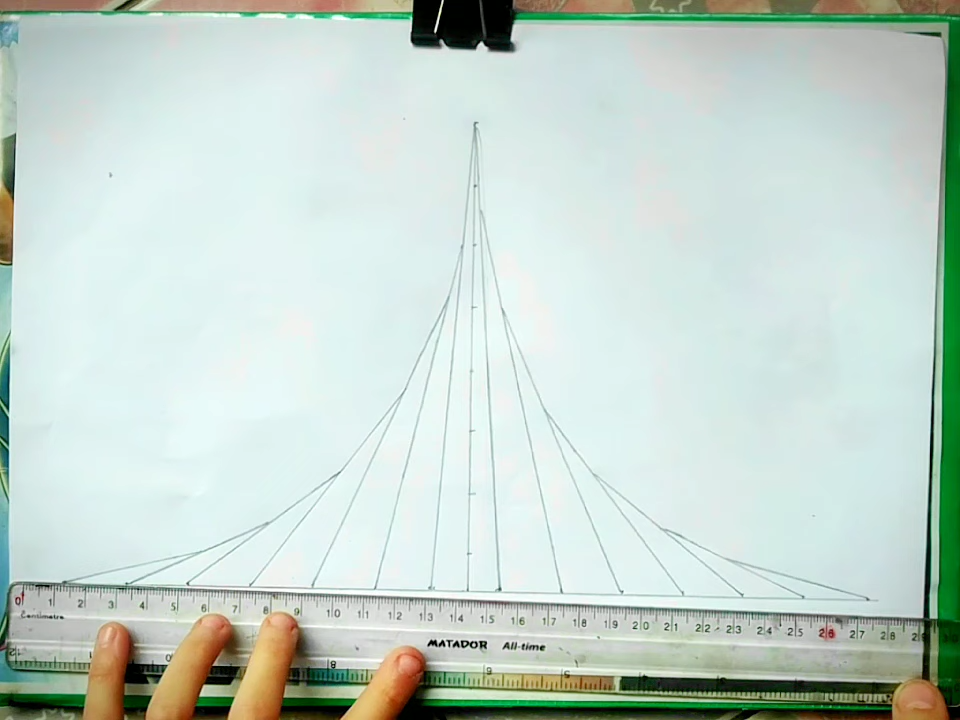 0 1 2 3 4 5 6 7 8 9 10 11 12 13 14 15 16 17 18 19 20 21 22 23 24 25 26 27 28 29
Centimetre
MATADOR All-time